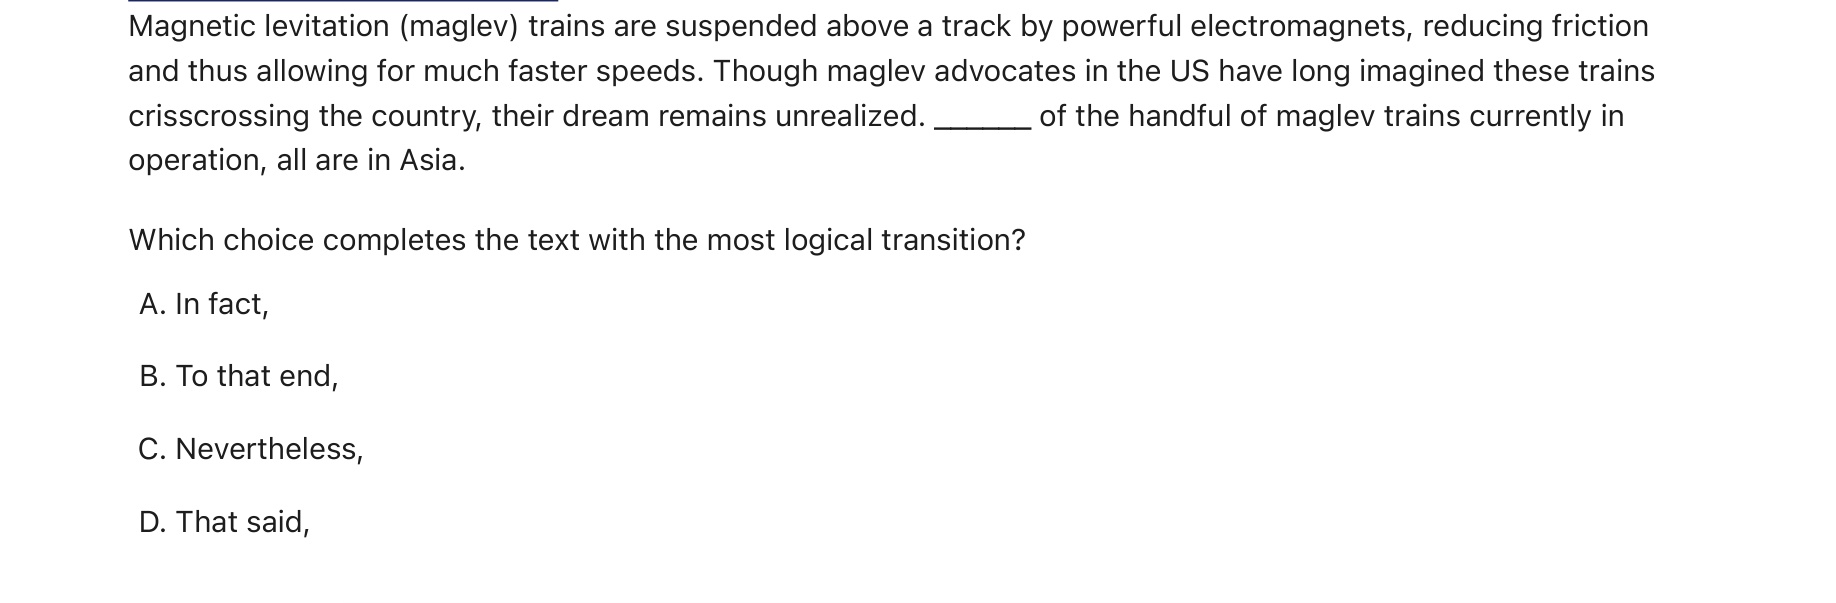 Magnetic levitation (maglev) trains are suspended above a track by powerful electromagnets, reducing friction
and thus allowing for much faster speeds. Though maglev advocates in the US have long imagined these trains
crisscrossing the country, their dream remains unrealized. ______ of the handful of maglev trains currently in
operation, all are in Asia.
Which choice completes the text with the most logical transition?
A. In fact,
B. To that end,
C. Nevertheless,
D. That said,